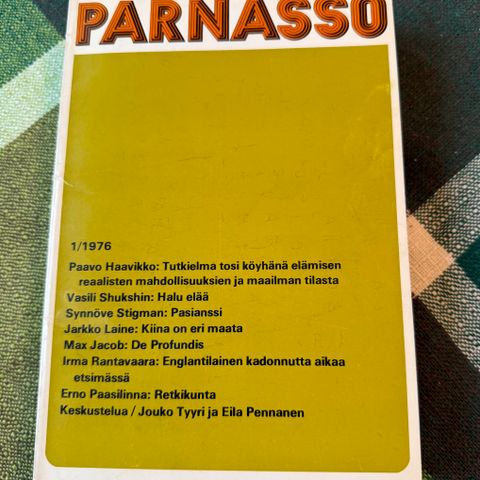 PARNASSO
1/1976
Paavo Haavikko: Tutkielma tosi köyhänä elämisen
reaalisten mahdollisuuksien ja maailman tilasta
Vasili Shukshin: Halu elää
Synnöve Stigman: Pasianssi
Jarkko Laine: Kiina on eri maata
Max Jacob: De Profundis
Irma Rantavaara: Englantilainen kadonnutta aikaa
etsimässä
Erno Paasilinna: Retkikunta
Keskustelua / Jouko Tyyri ja Eila Pennanen